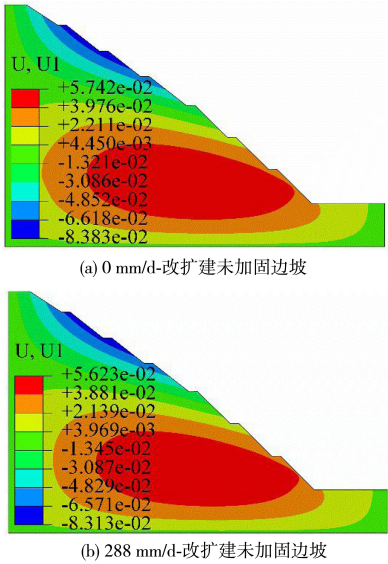 U, U1
+5.742e-02
+3.976e-02
+2.211e-02
+4.450e-03
-1.321e-02
-3.086e-02
-4.852e-02
-6.618e-02
-8.383e-02
(a) 0 mm/d-改扩建未加固边坡
U, U1
+5.623e-02
+3.881e-02
+2.139e-02
+3.969e-03
-1.345e-02
-3.087e-02
-4.829e-02
-6.571e-02
-8.313e-02
(b) 288 mm/d-改扩建未加固边坡